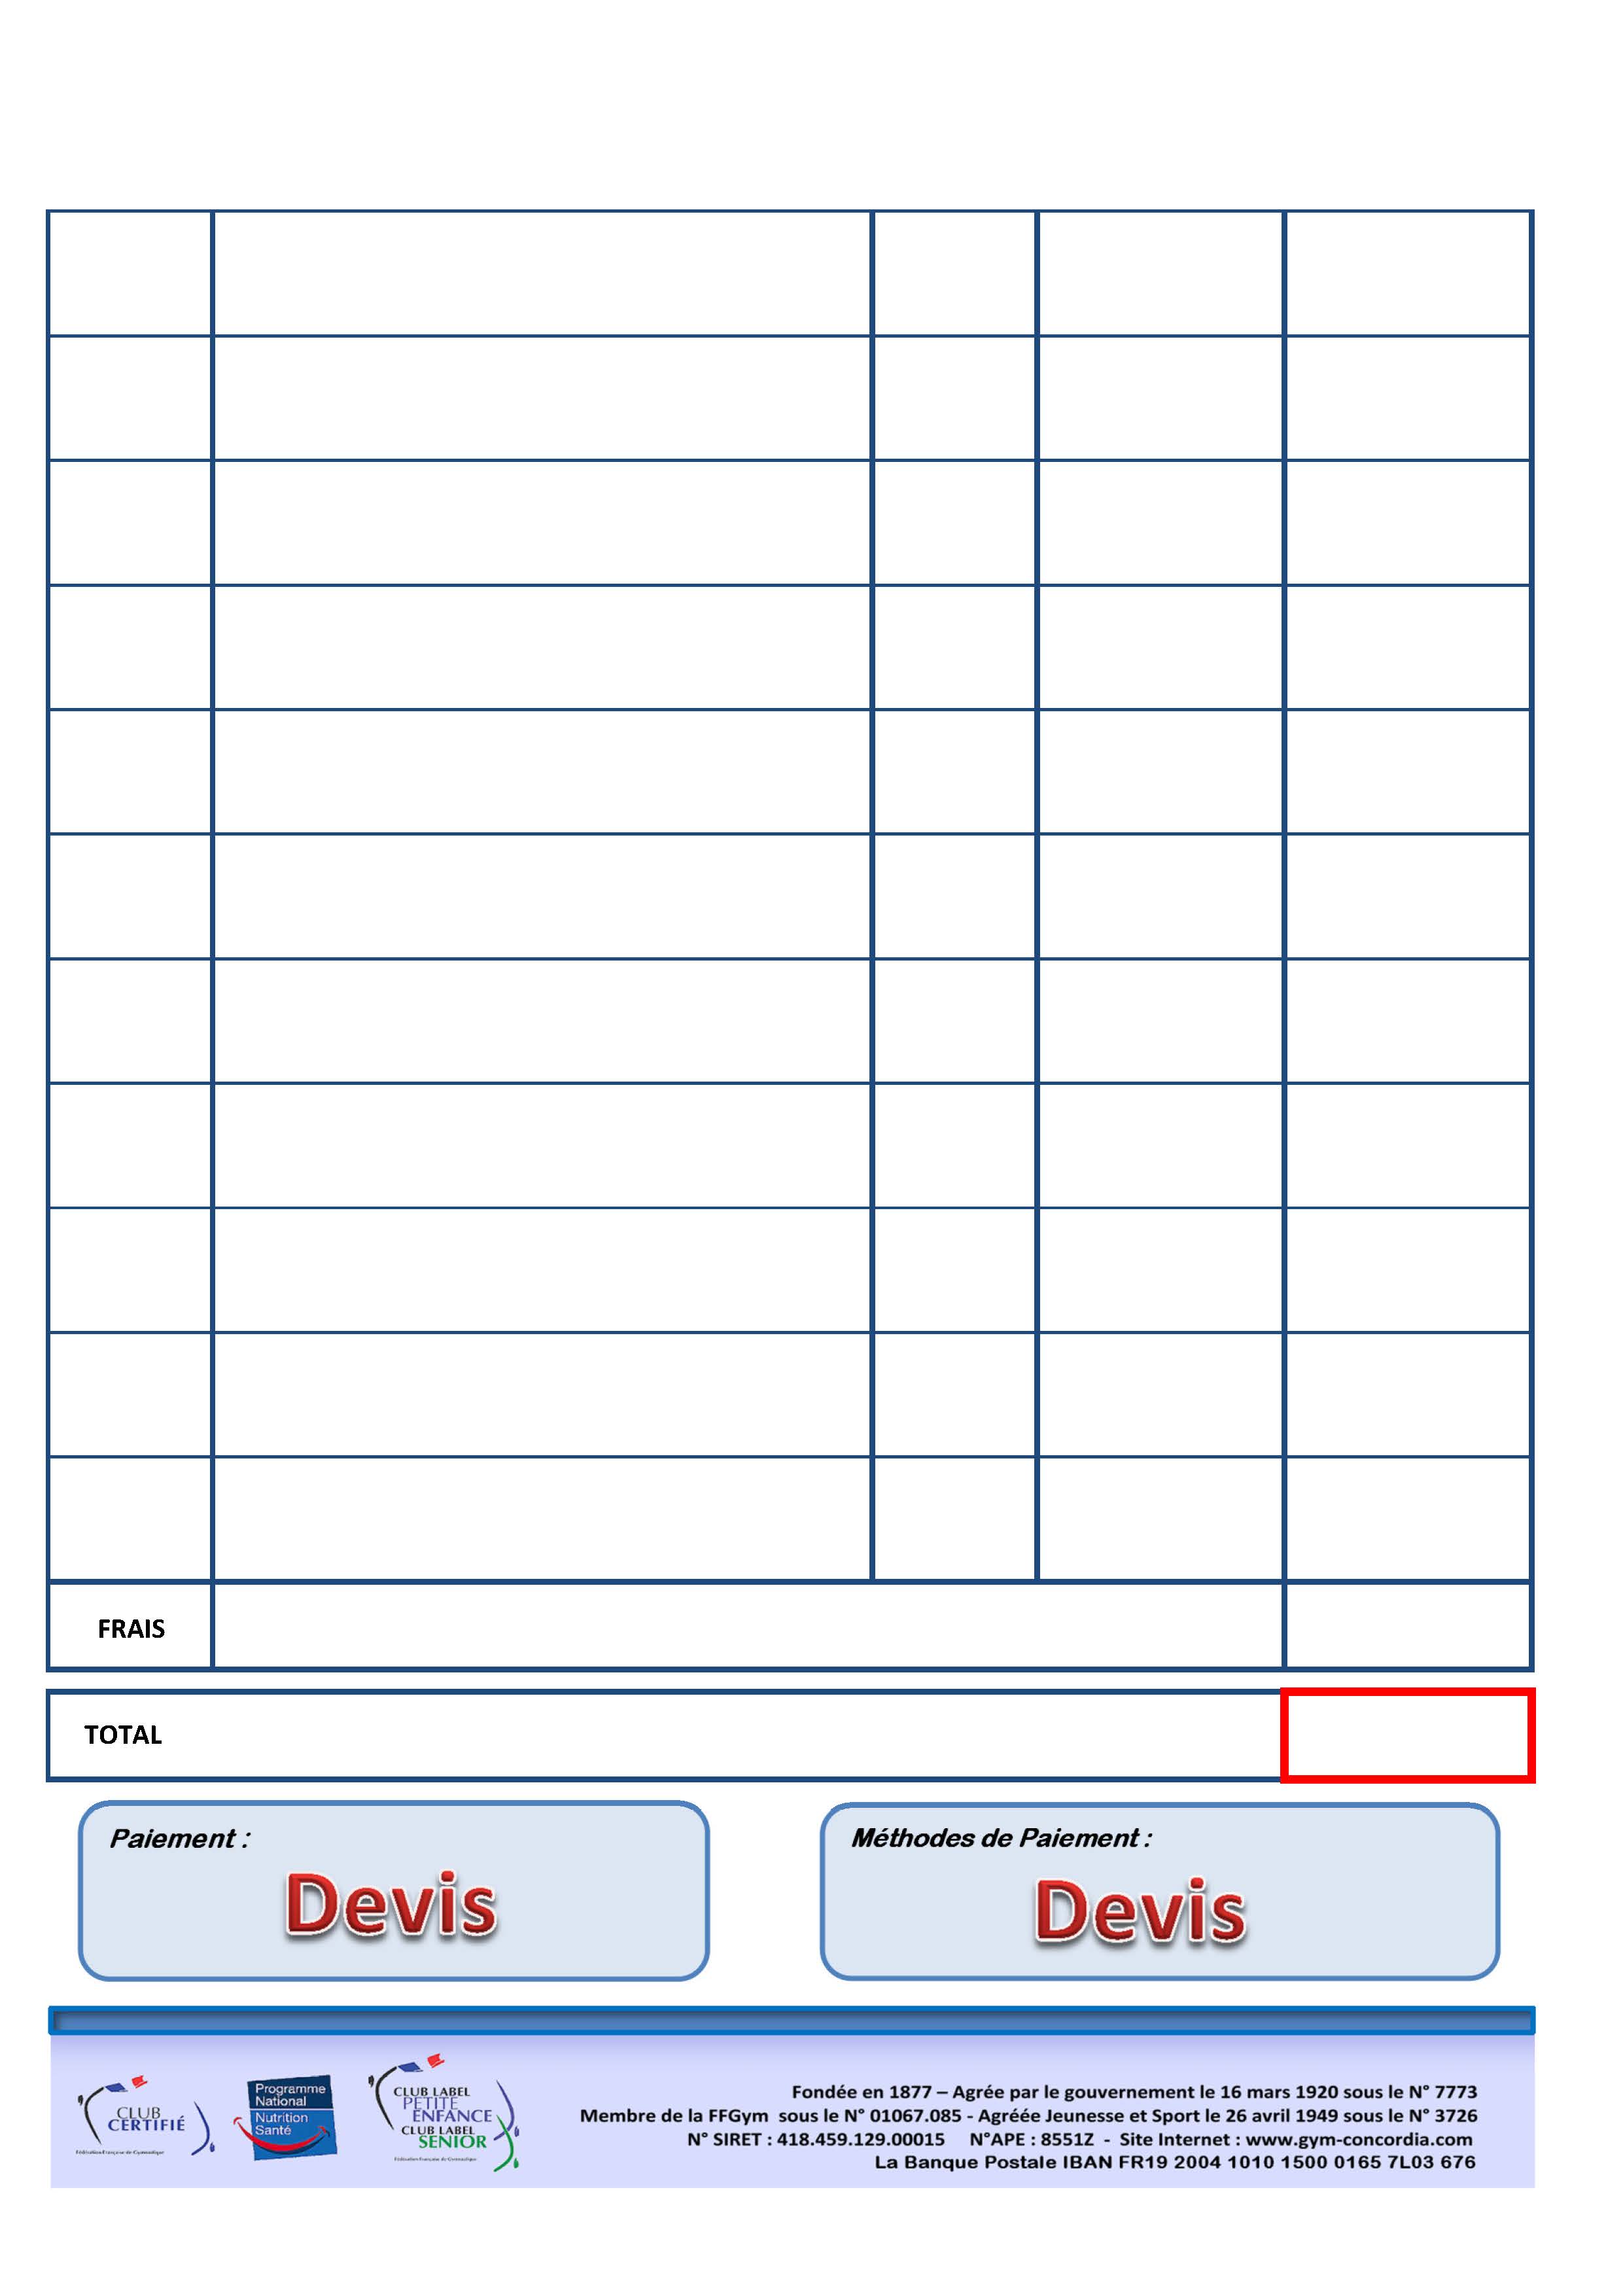 FRAIS
TOTAL
Paiement :
Devis
Méthodes de Paiement :
Devis
CLUB
CERTIFIÉ
Fédération Française de Gymnastique
Programme
National
Nutrition
Santé
CLUB LABEL
PETITE
ENFANCE
CLUB LABEL
SENIOR
Fédération Française de Gymnastique
Fondée en 1877 – Agrée par le gouvernement le 16 mars 1920 sous le N° 7773
Membre de la FFGym sous le N° 01067.085 - Agréée Jeunesse et Sport le 26 avril 1949 sous le N° 3726
N° SIRET : 418.459.129.00015 N°APE : 8551Z - Site Internet : www.gym-concordia.com
La Banque Postale IBAN FR19 2004 1010 1500 0165 7L03 676